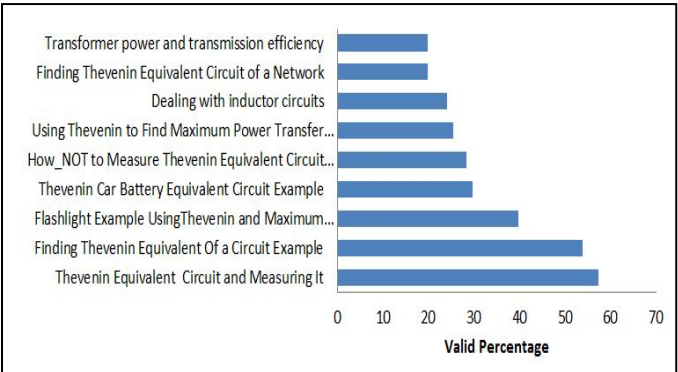 Transformer power and transmission efficiency
Finding Thevenin Equivalent Circuit of a Network
Dealing with inductor circuits
Using Thevenin to Find Maximum Power Transfer...
How_NOT to Measure Thevenin Equivalent Circuit...
Thevenin Car Battery Equivalent Circuit Example
Flashlight Example UsingThevenin and Maximum ...
Finding Thevenin Equivalent Of a Circuit Example
Thevenin Equivalent  Circuit and Measuring It
0 10 20 30 40 50 60 70
Valid Percentage